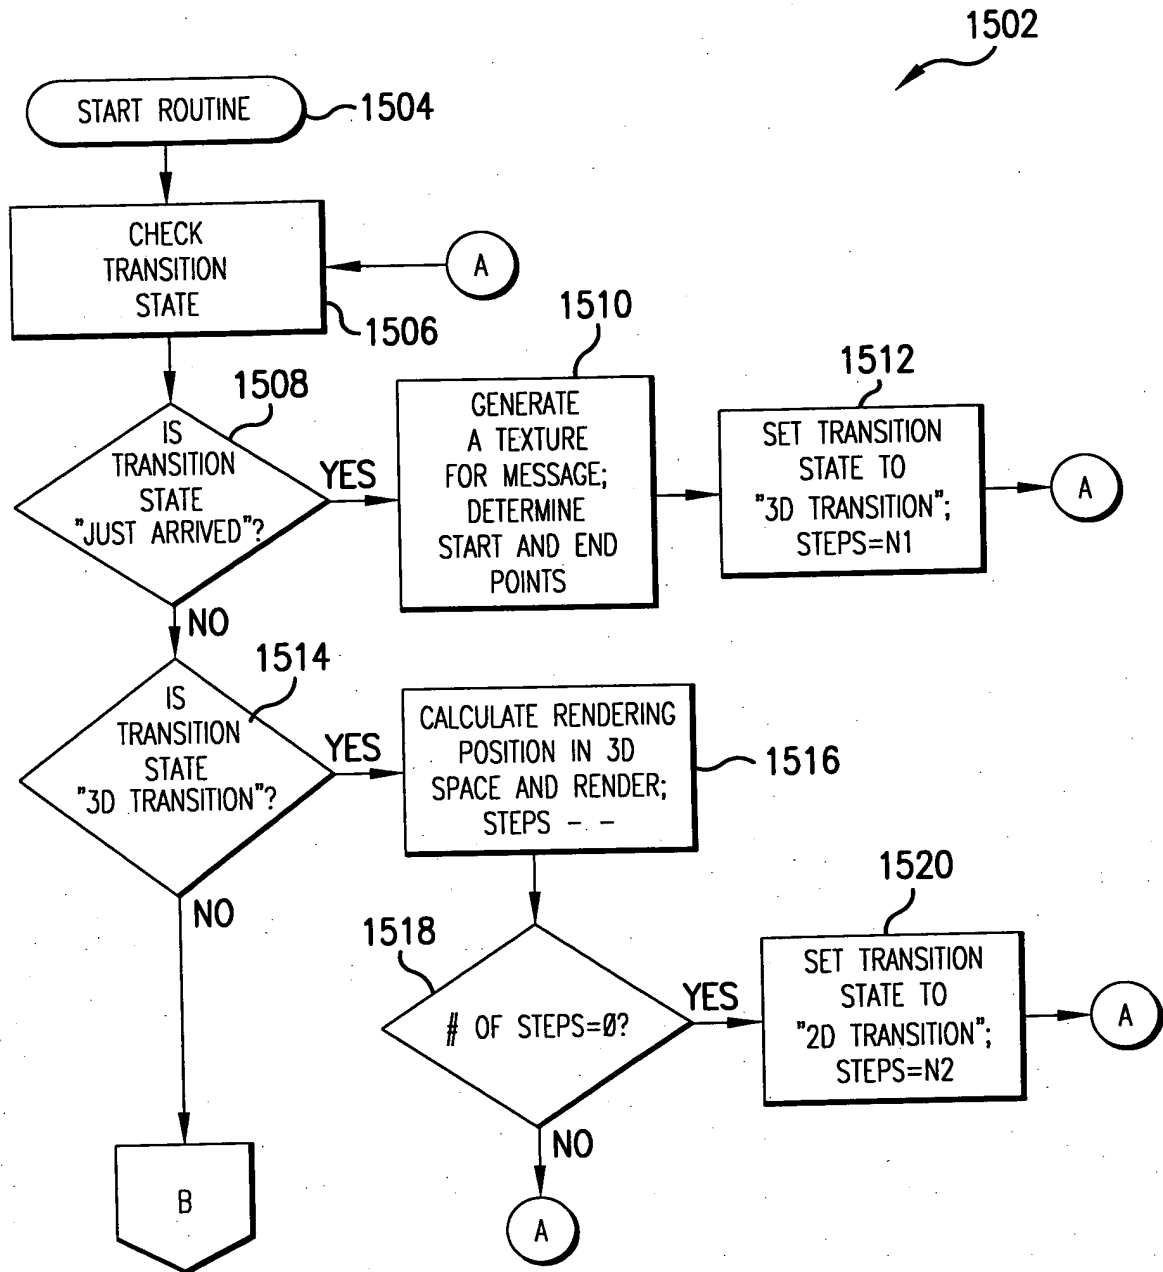 1502
START ROUTINE
1504
CHECK
TRANSITION
STATE
A
1506
1508
IS
TRANSITION
STATE
"JUST ARRIVED"?
YES
1510
GENERATE
A TEXTURE
FOR MESSAGE;
DETERMINE
START AND END
POINTS
1512
SET TRANSITION
STATE TO
"3D TRANSITION";
STEPS=N1
A
NO
1514
IS
TRANSITION
STATE
"3D TRANSITION"?
YES
CALCULATE RENDERING
POSITION IN 3D
SPACE AND RENDER;
STEPS - -
1516
NO
1518
# OF STEPS=Ø?
YES
1520
SET TRANSITION
STATE TO
"2D TRANSITION";
STEPS=N2
A
NO
A
B